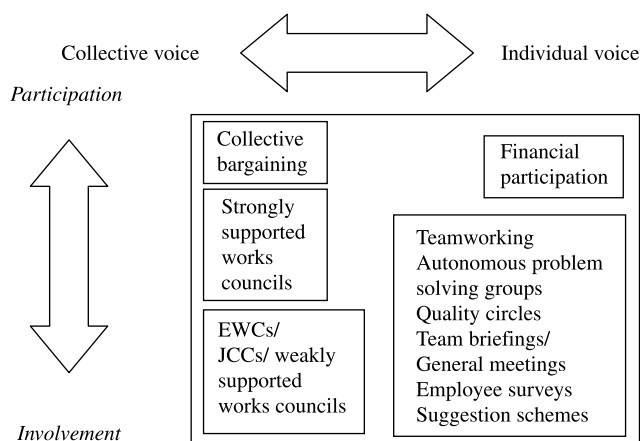 Collective voice
Individual voice
Participation
Collective
bargaining
Financial
participation
Strongly
supported
works
councils
Teamworking
Autonomous problem
solving groups
Quality circles
Team briefings/
General meetings
Employee surveys
Suggestion schemes
EWCs/
JCCs/ weakly
supported
works councils
Involvement